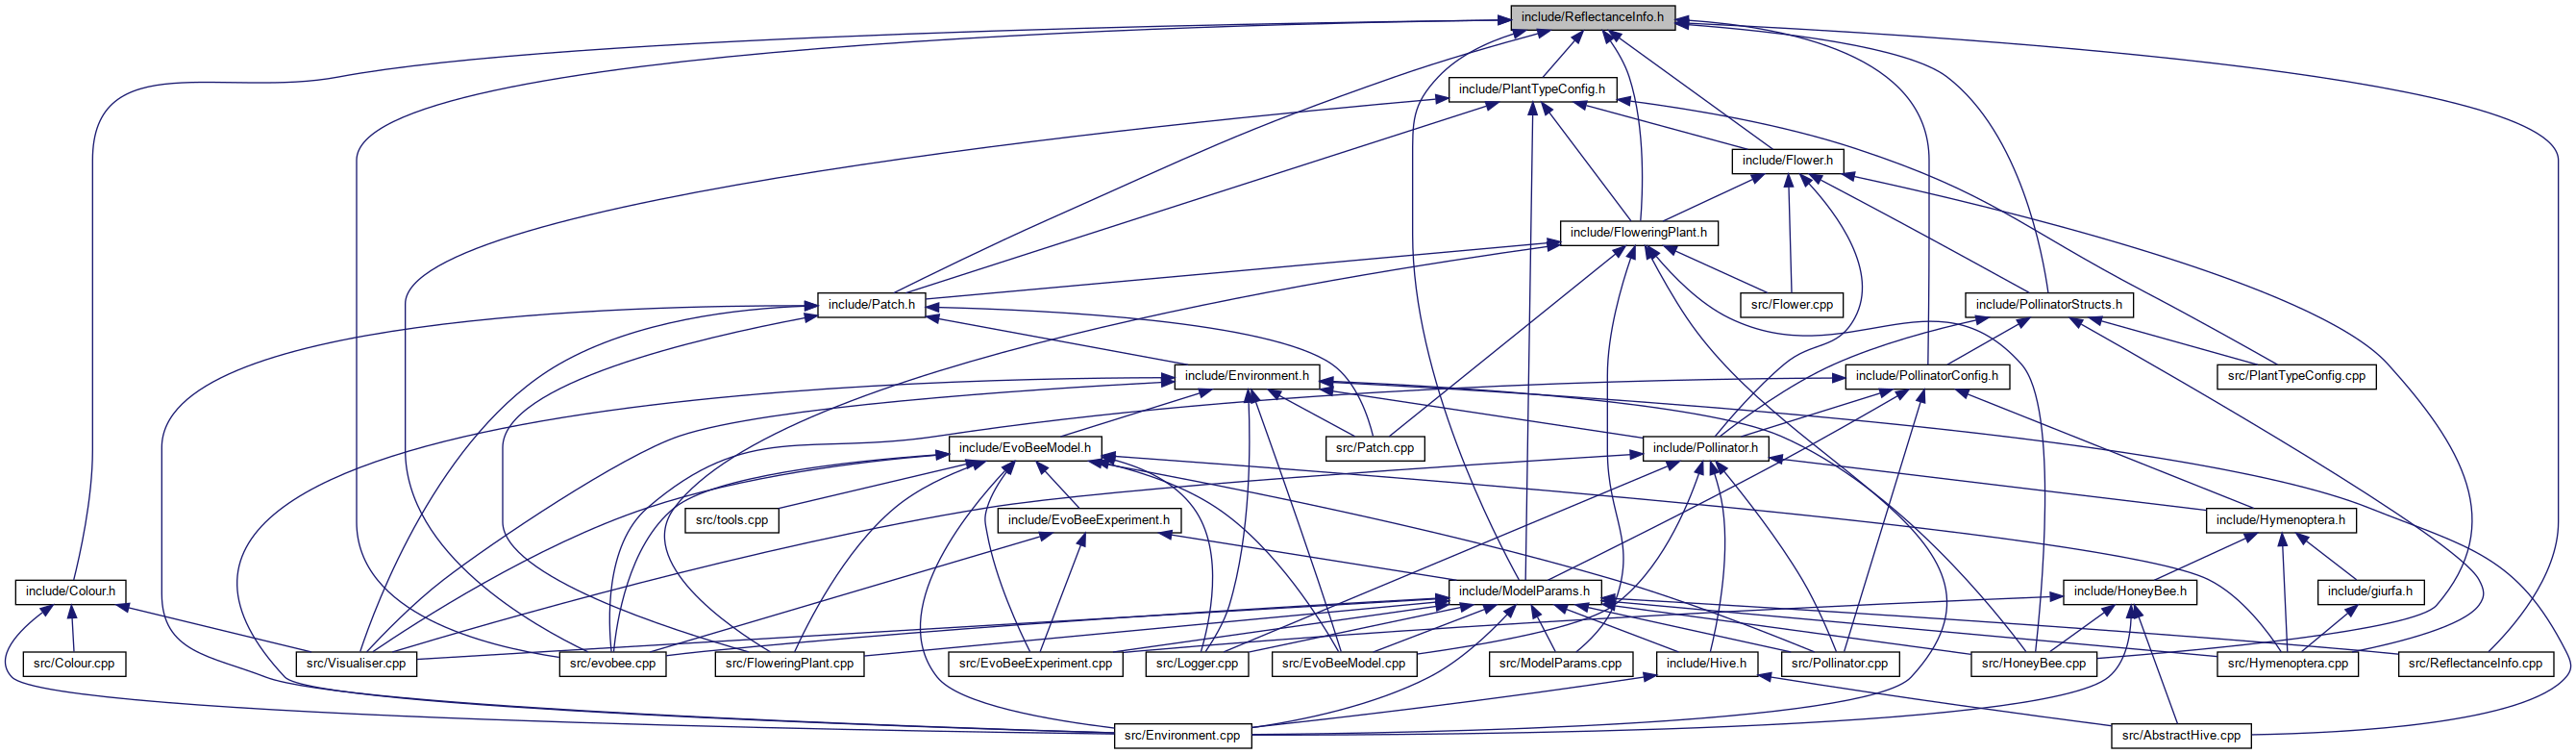 include/ReflectanceInfo.h
include/PlantTypeConfig.h
include/Flower.h
include/FloweringPlant.h
include/Patch.h
src/Flower.cpp
include/PollinatorStructs.h
include/Environment.h
include/PollinatorConfig.h
src/PlantTypeConfig.cpp
include/EvoBeeModel.h
src/Patch.cpp
include/Pollinator.h
src/tools.cpp
include/EvoBeeExperiment.h
include/Hymenoptera.h
include/Colour.h
include/ModelParams.h
include/HoneyBee.h
include/giurfa.h
src/Colour.cpp
src/Visualiser.cpp
src/evobee.cpp
src/FloweringPlant.cpp
src/EvoBeeExperiment.cpp
src/Logger.cpp
src/EvoBeeModel.cpp
src/ModelParams.cpp
include/Hive.h
src/Pollinator.cpp
src/HoneyBee.cpp
src/Hymenoptera.cpp
src/ReflectanceInfo.cpp
src/Environment.cpp
src/AbstractHive.cpp